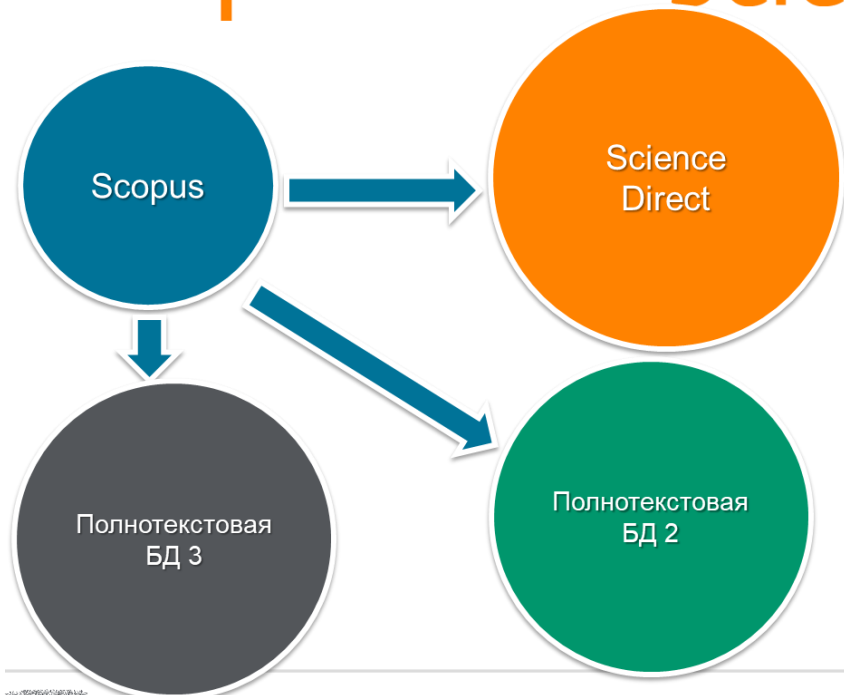 Scopus
Science
Direct
Полнотекстовая
БД 3
Полнотекстовая
БД 2